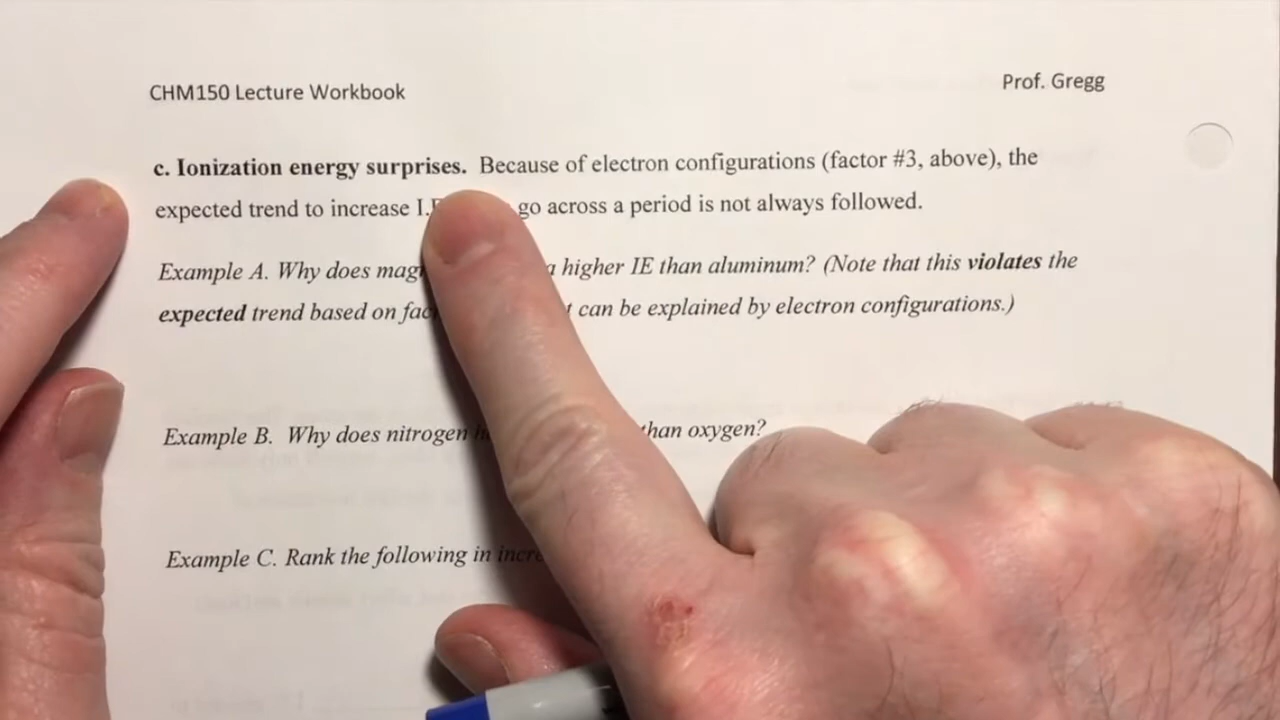 CHM150 Lecture Workbook
Prof. Gregg
c. Ionization energy surprises. Because of electron configurations (factor #3, above), the
expected trend to increase go across a period is not always followed.
Example A. Why does higher IE than aluminum? (Note that this violates the
expected trend based on can be explained by electron configurations.)
Example B. Why does nitrogen than oxygen?
Example C. Rank the following in